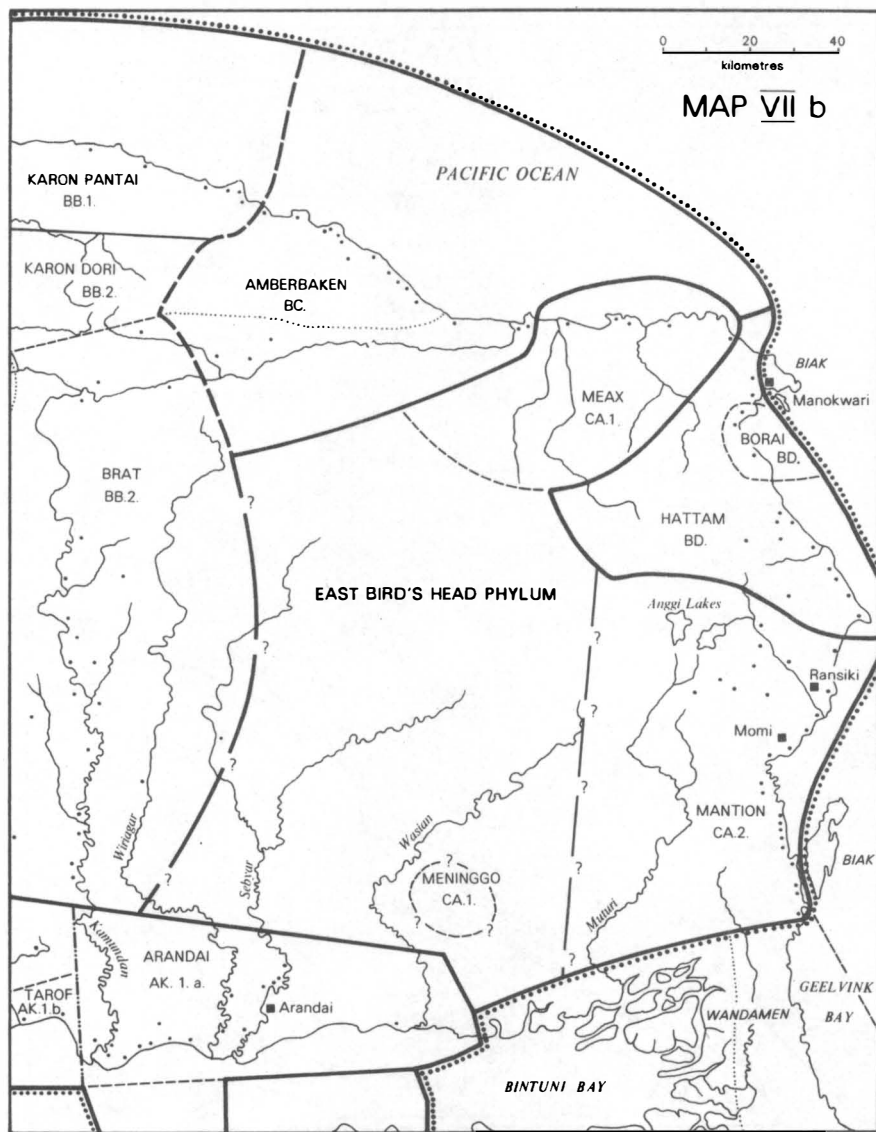 0 20 40
kilometres
MAP VII b
PACIFIC OCEAN
KARON PANTAI
BB.1.
KARON DORI
BB.2.
AMBERBAKEN
BC.
BIAK
Manokwari
MEAX
CA.1.
BORAI
BD.
BRAT
BB.2.
?
HATTAM
BD.
?
EAST BIRD'S HEAD PHYLUM
Anggi Lakes
?
Ransiki
?
Momi
?
Wiriagar
Sebyar
Wasian
MANTION
CA.2.
?
?
?
MENINGGO
CA.1.
?
?
Muturi
BIAK
?
Kamundan
ARANDAI
AK. 1. a.
TAROF
AK.1.b.
Arandai
WANDAMEN
GEELVINK
BAY
BINTUNI BAY